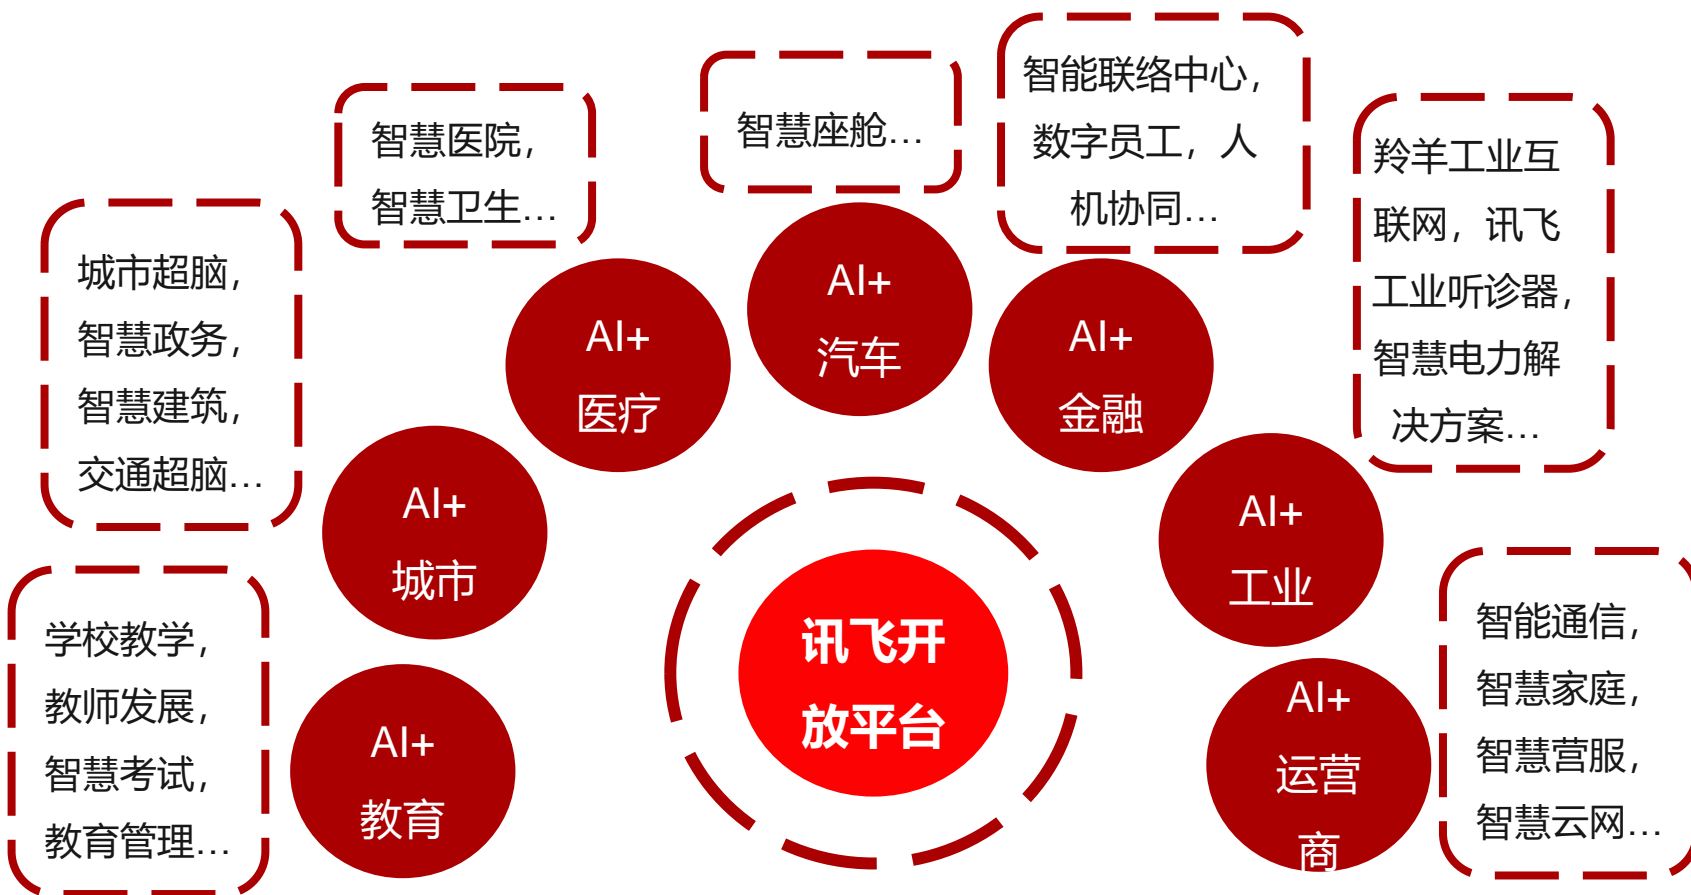 智能联络中心，
数字员工，人
机协同…
智慧座舱…
智慧医院，
智慧卫生…
羚羊工业互
联网，讯飞
工业听诊器，
智慧电力解
决方案…
城市超脑，
智慧政务，
智慧建筑，
交通超脑…
AI+
汽车
AI+
医疗
AI+
金融
AI+
城市
AI+
工业
学校教学，
教师发展，
智慧考试，
教育管理…
AI+
教育
讯飞开
放平台
AI+
运营
商
智能通信，
智慧家庭，
智慧营服，
智慧云网…